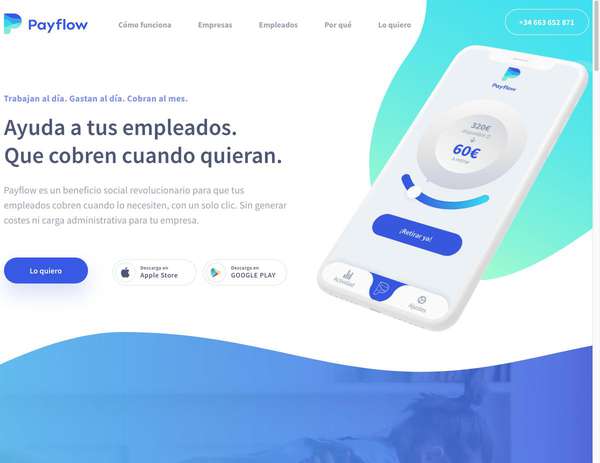 Payflow
Cómo funciona
Empresas
Empleados
Por qué
Lo quiero
+34 663 652 871
Trabajan al día. Gastan al día. Cobran al mes.
Ayuda a tus empleados.
Que cobren cuando quieran.
Payflow es un beneficio social revolucionario para que tus
empleados cobren cuando lo necesiten, con un solo clic. Sin generar
costes ni carga administrativa para tu empresa.
Lo quiero
Descarga en
Apple Store
Descarga en
GOOGLE PLAY
Payflow
320€
60€
¡Retirar ya!
Actividad
Ajustes